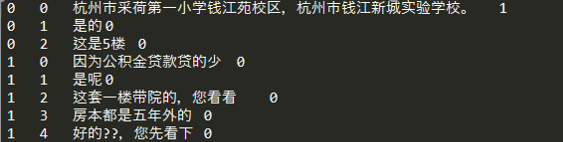 0 0 杭州市采荷第一小学钱江苑校区，杭州市钱江新城实验学校。 1
0 1 是的 0
0 2 这是5楼 0
1 0 因为公积金贷款贷的少 0
1 1 是呢 0
1 2 这套一楼带院的，您看看 0
1 3 房本都是五年外的 0
1 4 好的??，您先看下 0